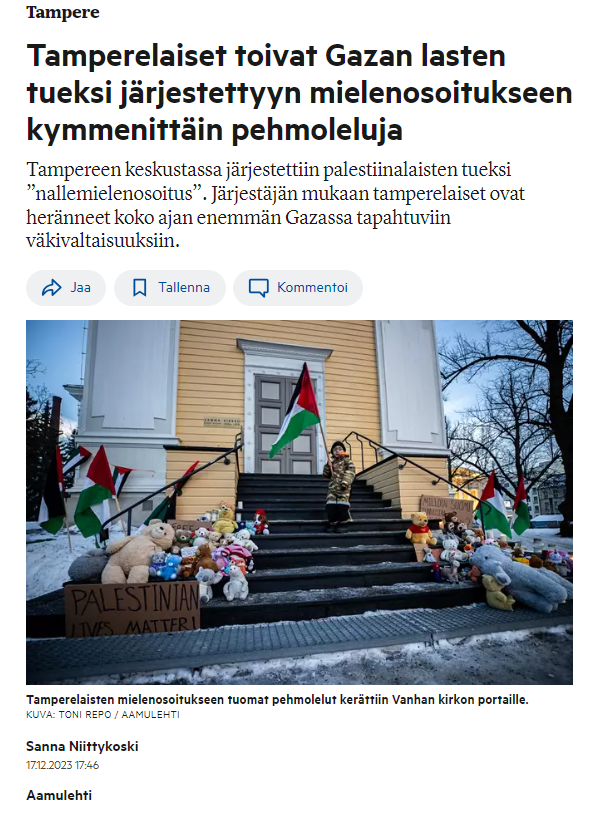 Tampere
Tamperelaiset toivat Gazan lasten
tueksi järjestettyyn mielenosoitukseen
kymmenittäin pehmoleluja
Tampereen keskustassa järjestettiin palestiinalaisten tueksi
”nallemielenosoitus”. Järjestäjän mukaan tamperelaiset ovat
heränneet koko ajan enemmän Gazassa tapahtuviin
väkivaltaisuuksiin.
Jaa
Tallenna
Kommentoi
PALESTINIAN
LIVES MATTER!
Tamperelaisten mielenosoitukseen tuomat pehmolelut kerättiin Vanhan kirkon portaille.
KUVA: TONI REPO / AAMULEHTI
Sanna Niittykoski
17.12.2023 17:46
Aamulehti